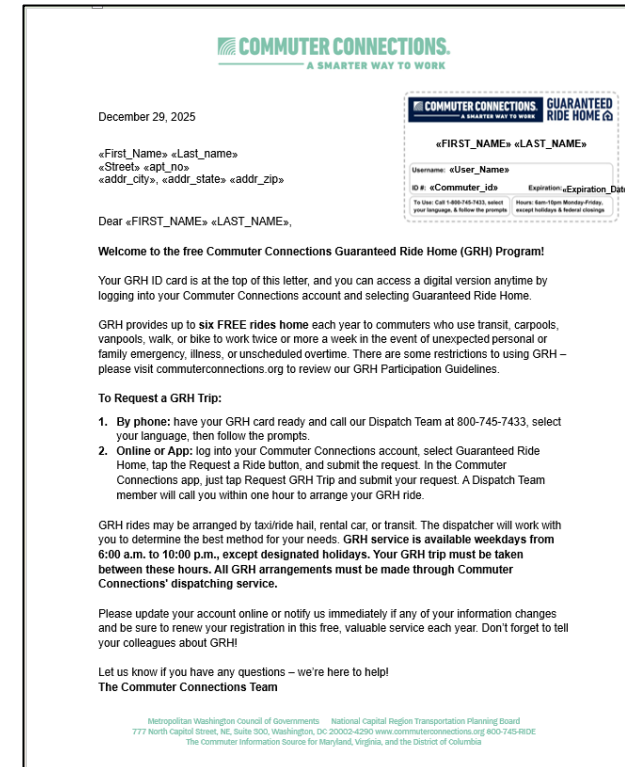 COMMUTER CONNECTIONS.
A SMARTER WAY TO WORK
December 29, 2025
«First_Name» «Last_name»
«Street» «apt_no»
«addr_city», «addr_state» «addr_zip»
COMMUTER CONNECTIONS.
A SMARTER WAY TO WORK
GUARANTEED
RIDE HOME
«FIRST_NAME» «LAST_NAME»
Username: «User_Name»
ID #: «Commuter_id» Expiration: «Expiration_Date
To Use: Call 1-800-745-7433, select
your language, & follow the prompts
Hours: 6am-10pm Monday-Friday,
except holidays & federal closings
Dear «FIRST_NAME» «LAST_NAME»,
Welcome to the free Commuter Connections Guaranteed Ride Home (GRH) Program!
Your GRH ID card is at the top of this letter, and you can access a digital version anytime by
logging into your Commuter Connections account and selecting Guaranteed Ride Home.
GRH provides up to six FREE rides home each year to commuters who use transit, carpools,
vanpools, walk, or bike to work twice or more a week in the event of unexpected personal or
family emergency, illness, or unscheduled overtime. There are some restrictions to using GRH –
please visit commuterconnections.org to review our GRH Participation Guidelines.
To Request a GRH Trip:
1. By phone: have your GRH card ready and call our Dispatch Team at 800-745-7433, select
your language, then follow the prompts.
2. Online or App: log into your Commuter Connections account, select Guaranteed Ride
Home, tap the Request a Ride button, and submit the request. In the Commuter
Connections app, just tap Request GRH Trip and submit your request. A Dispatch Team
member will call you within one hour to arrange your GRH ride.
GRH rides may be arranged by taxi/ride hail, rental car, or transit. The dispatcher will work with
you to determine the best method for your needs. GRH service is available weekdays from
6:00 a.m. to 10:00 p.m., except designated holidays. Your GRH trip must be taken
between these hours. All GRH arrangements must be made through Commuter
Connections' dispatching service.
Please update your account online or notify us immediately if any of your information changes
and be sure to renew your registration in this free, valuable service each year. Don't forget to tell
your colleagues about GRH!
Let us know if you have any questions – we're here to help!
The Commuter Connections Team
Metropolitan Washington Council of Governments National Capital Region Transportation Planning Board
777 North Capitol Street, NE, Suite 300, Washington, DC 20002-4290 www.commuterconnections.org 800-745-RIDE
The Commuter Information Source for Maryland, Virginia, and the District of Columbia